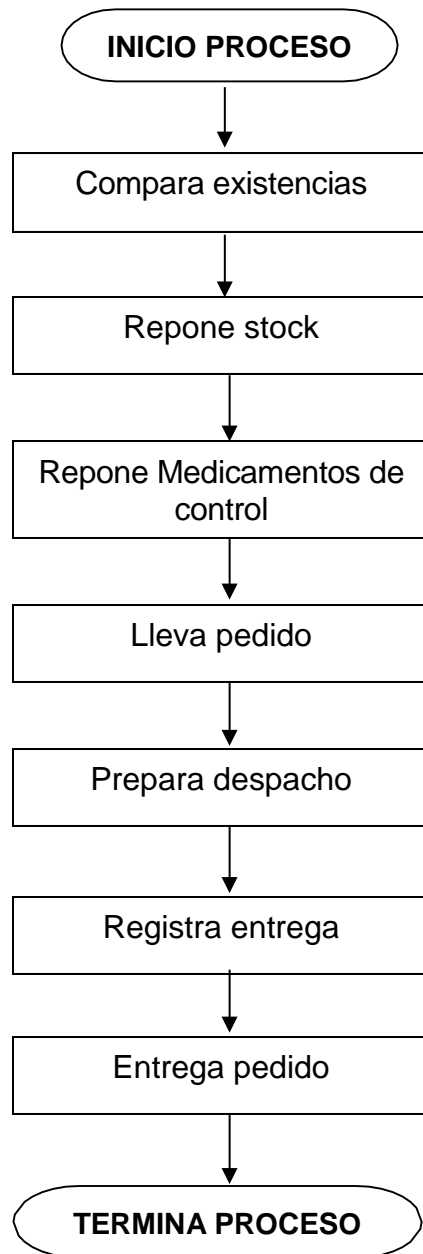 INICIO PROCESO
Compara existencias
Repone stock
Repone Medicamentos de
control
Lleva pedido
Prepara despacho
Registra entrega
Entrega pedido
TERMINA PROCESO